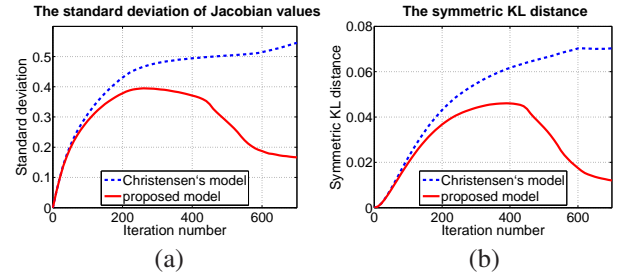 The standard deviation of Jacobian values
Standard deviation
0.5
0.4
0.3
0.2
0.1
0
0 200 400 600
Christensen's model
proposed model
Iteration number
(a)
The symmetric KL distance
Symmetric KL distance
0.08
0.06
0.04
0.02
0
0 200 400 600
Christensen's model
proposed model
Iteration number
(b)